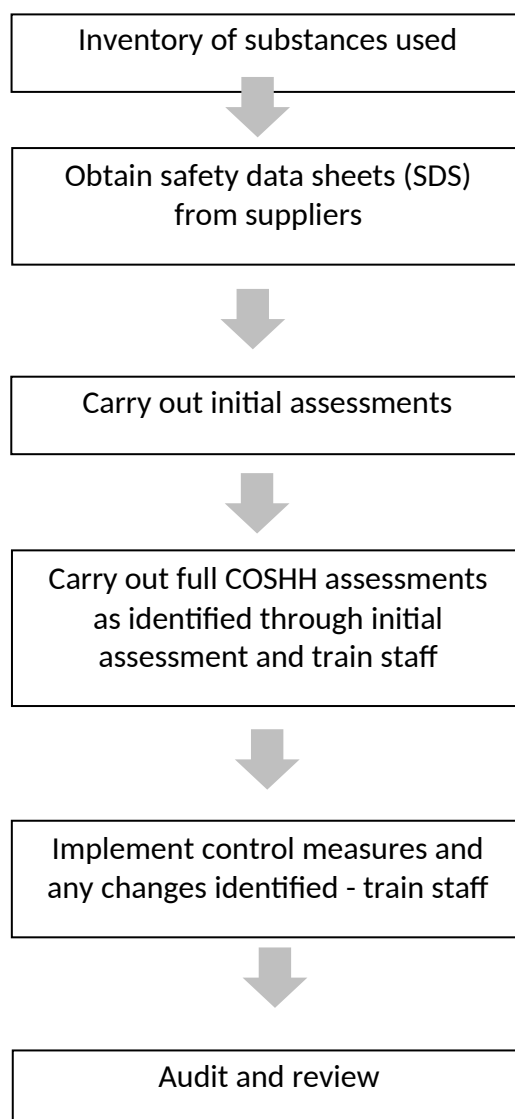 Inventory of substances used
Obtain safety data sheets (SDS)
from suppliers
Carry out initial assessments
Carry out full COSHH assessments
as identified through initial
assessment and train staff
Implement control measures and
any changes identified - train staff
Audit and review